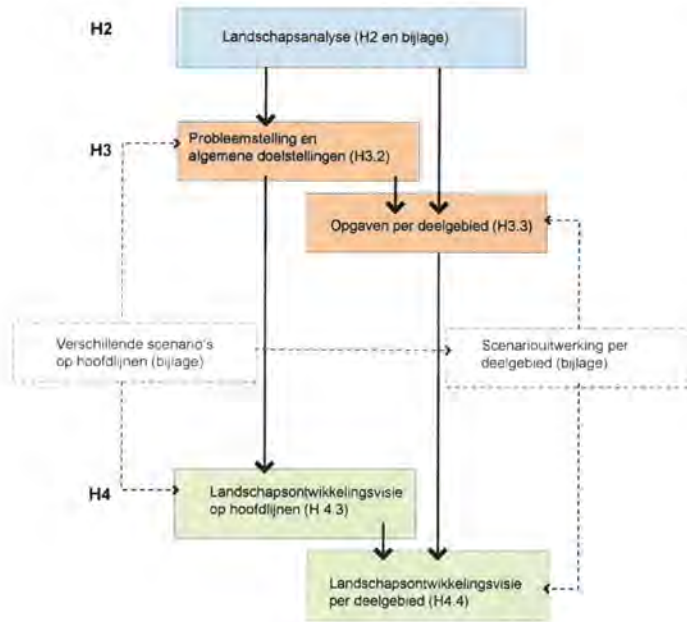 H2
Landschapsanalyse (H2 en bijlage)
H3
Probleemstelling en
algemene doelstellingen (H3.2)
Opgaven per deelgebied (H3.3)
Verschillende scenario's
op hoofdlijnen (bijlage)
Scenariouitwerking per
deelgebied (bijlage)
H4
Landschapsontwikkelingsvisie
op hoofdlijnen (H 4.3)
Landschapsontwikkelingsvisie
per deelgebied (H4.4)